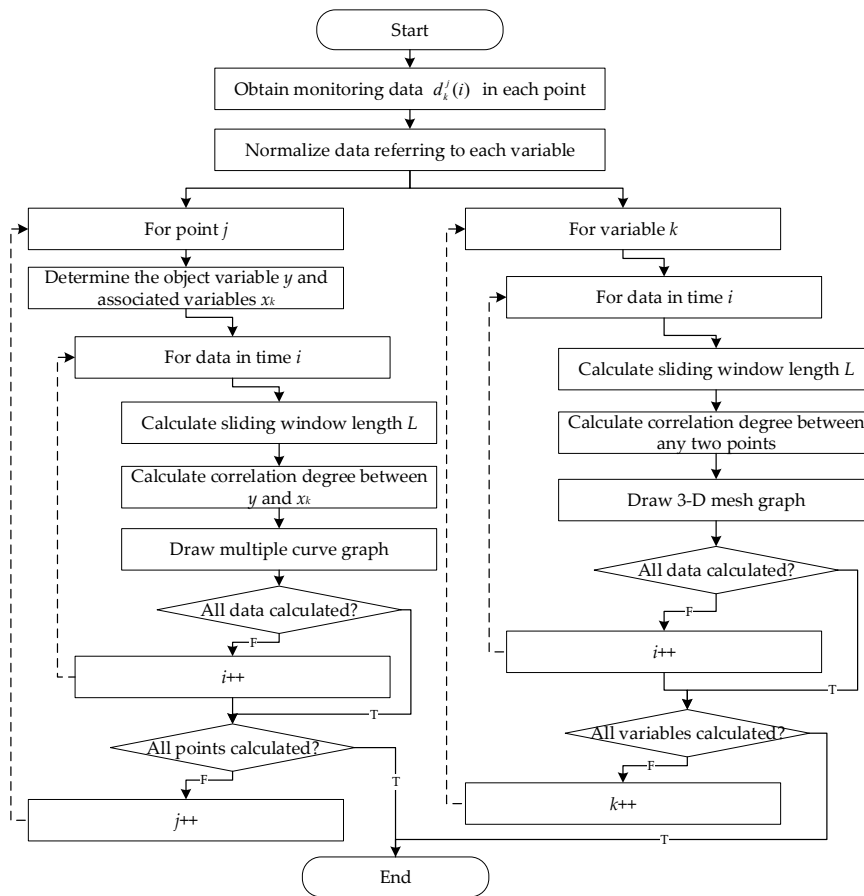 Start
Obtain monitoring data d_k^j(i) in each point
Normalize data referring to each variable
For point j
Determine the object variable y and
associated variables xₖ
For data in time i
Calculate sliding window length L
Calculate correlation degree between
y and xₖ
Draw multiple curve graph
All data calculated?
F
i++
T
All points calculated?
F
T
j++
For variable k
For data in time i
Calculate sliding window length L
Calculate correlation degree between
any two points
Draw 3-D mesh graph
All data calculated?
F
i++
T
All variables calculated?
F
k++
T
End